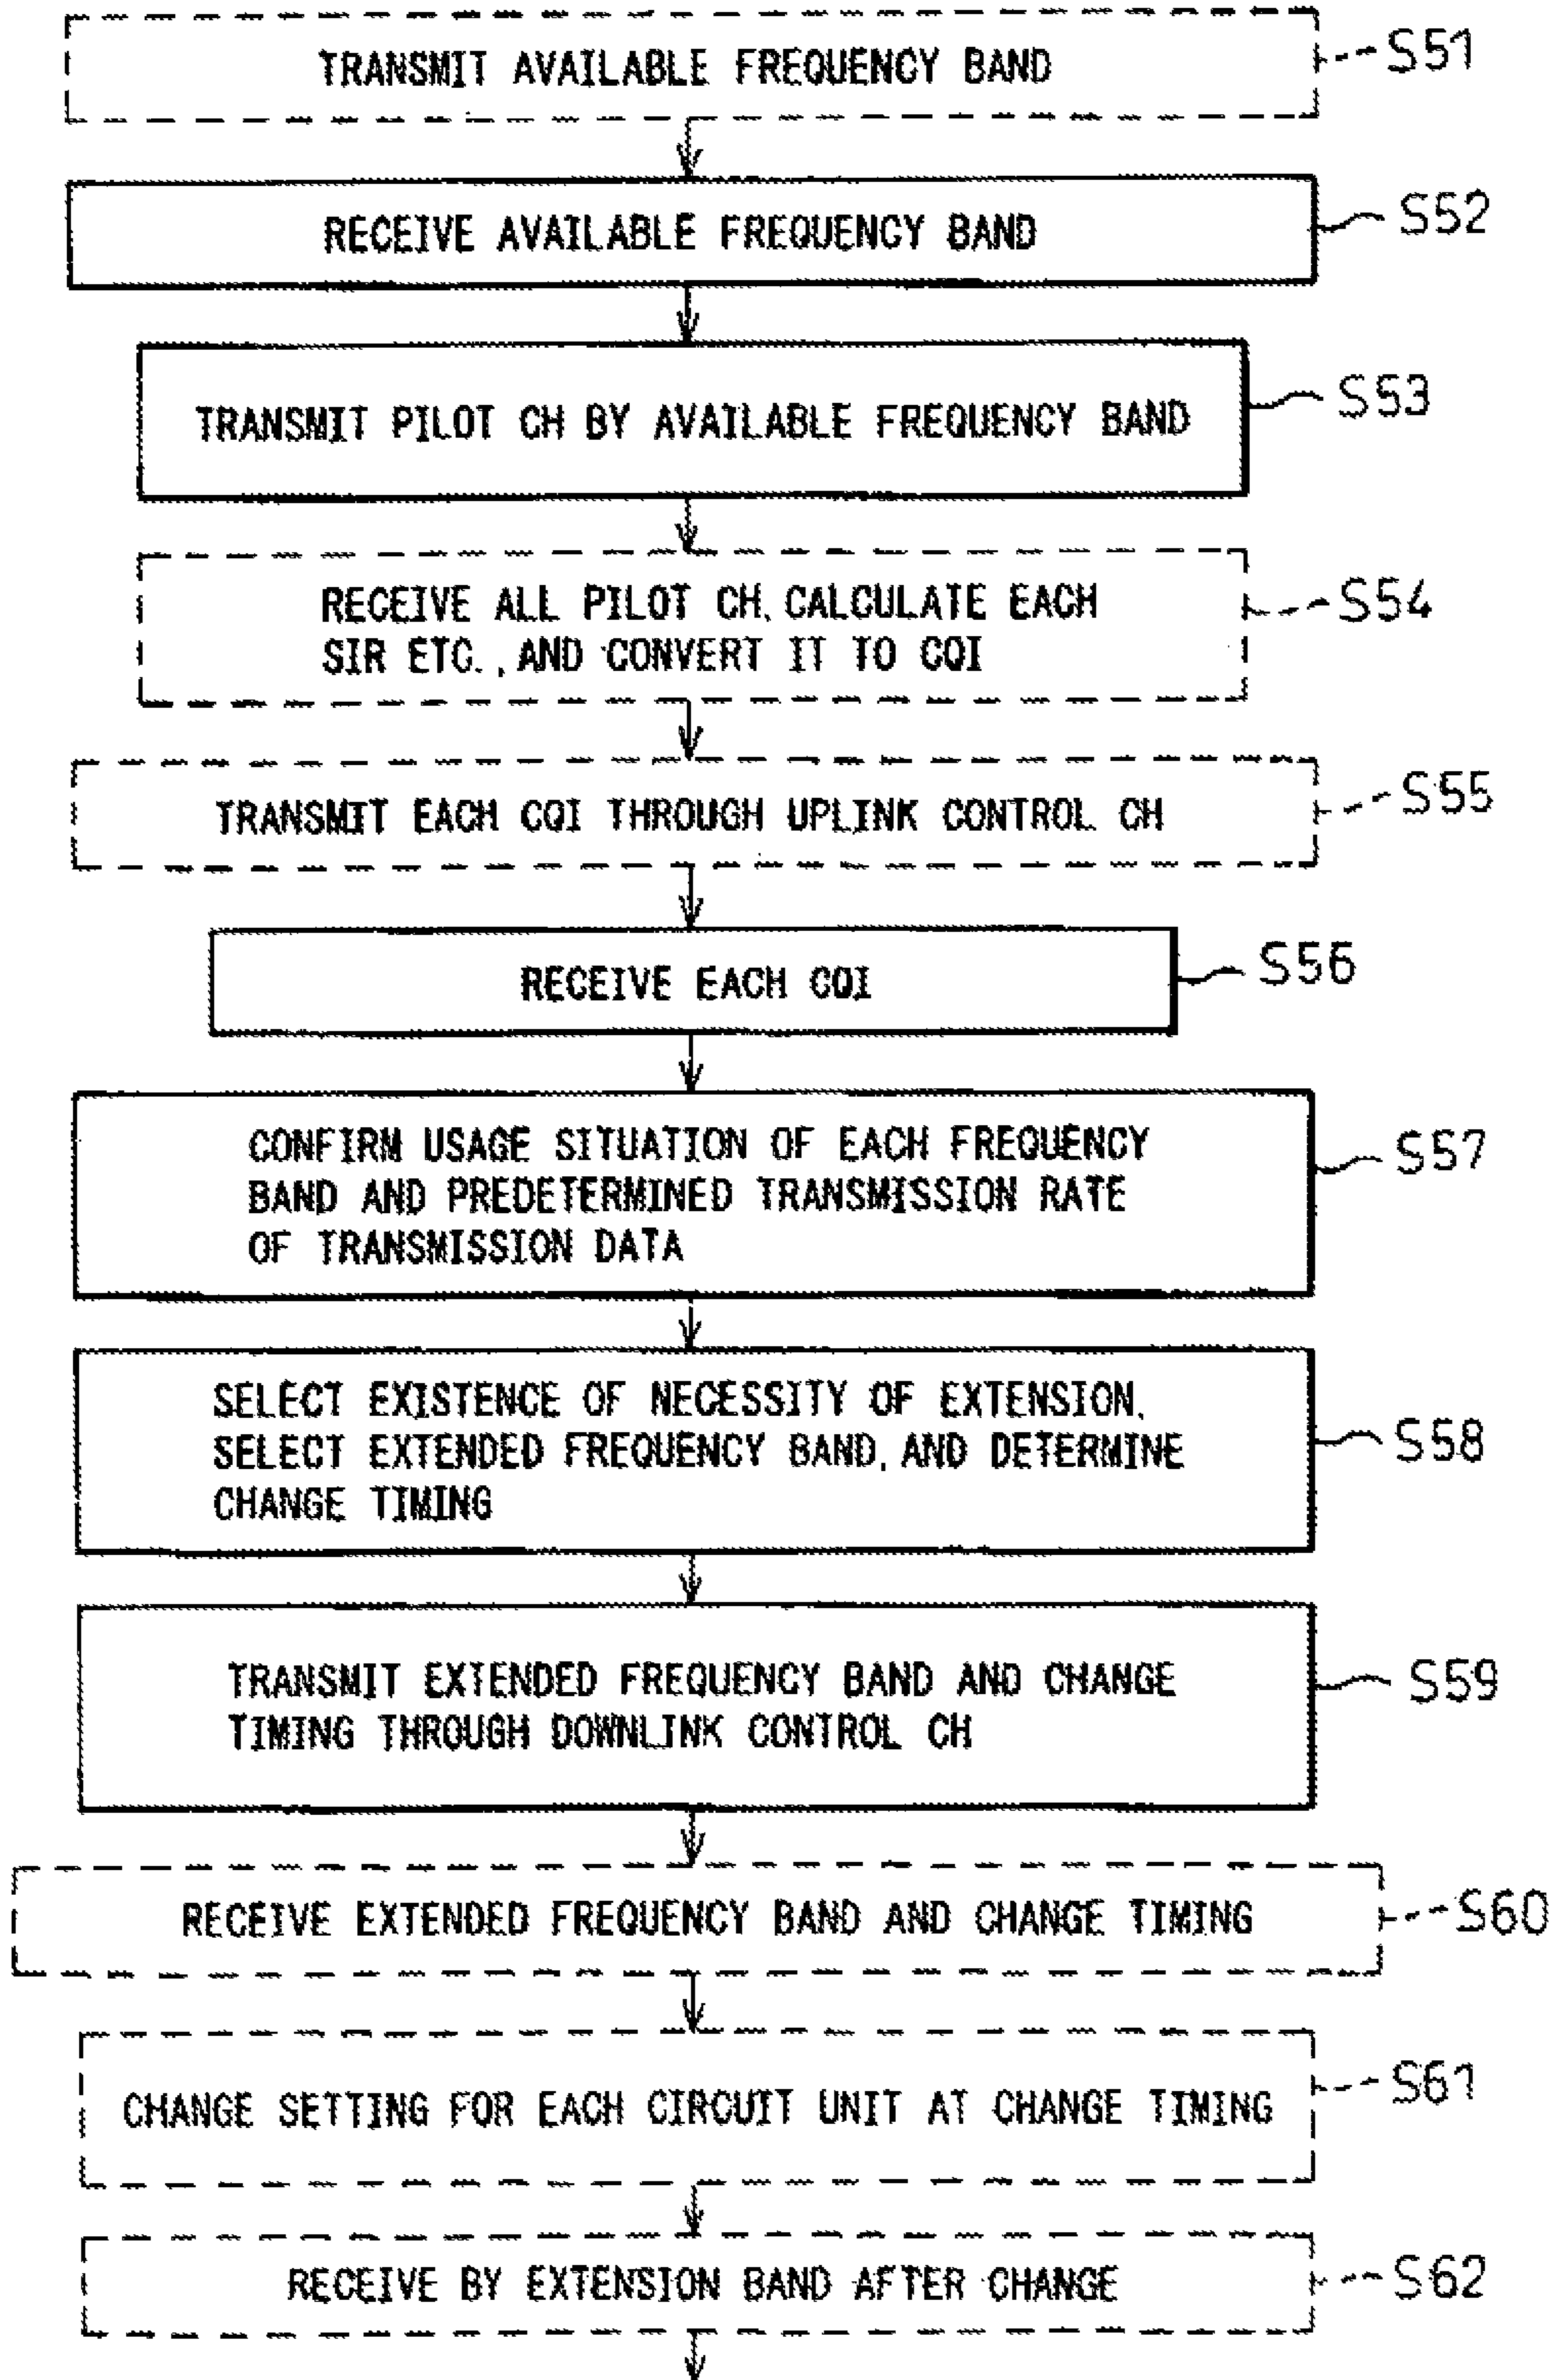 TRANSMIT AVAILABLE FREQUENCY BAND
S51
RECEIVE AVAILABLE FREQUENCY BAND
S52
TRANSMIT PILOT CH BY AVAILABLE FREQUENCY BAND
S53
RECEIVE ALL PILOT CH, CALCULATE EACH
SIR ETC., AND CONVERT IT TO CQI
S54
TRANSMIT EACH CQI THROUGH UPLINK CONTROL CH
S55
RECEIVE EACH CQI
S56
CONFIRM USAGE SITUATION OF EACH FREQUENCY
BAND AND PREDETERMINED TRANSMISSION RATE
OF TRANSMISSION DATA
S57
SELECT EXISTENCE OF NECESSITY OF EXTENSION,
SELECT EXTENDED FREQUENCY BAND, AND DETERMINE
CHANGE TIMING
S58
TRANSMIT EXTENDED FREQUENCY BAND AND CHANGE
TIMING THROUGH DOWNLINK CONTROL CH
S59
RECEIVE EXTENDED FREQUENCY BAND AND CHANGE TIMING
S60
CHANGE SETTING FOR EACH CIRCUIT UNIT AT CHANGE TIMING
S61
RECEIVE BY EXTENSION BAND AFTER CHANGE
S62